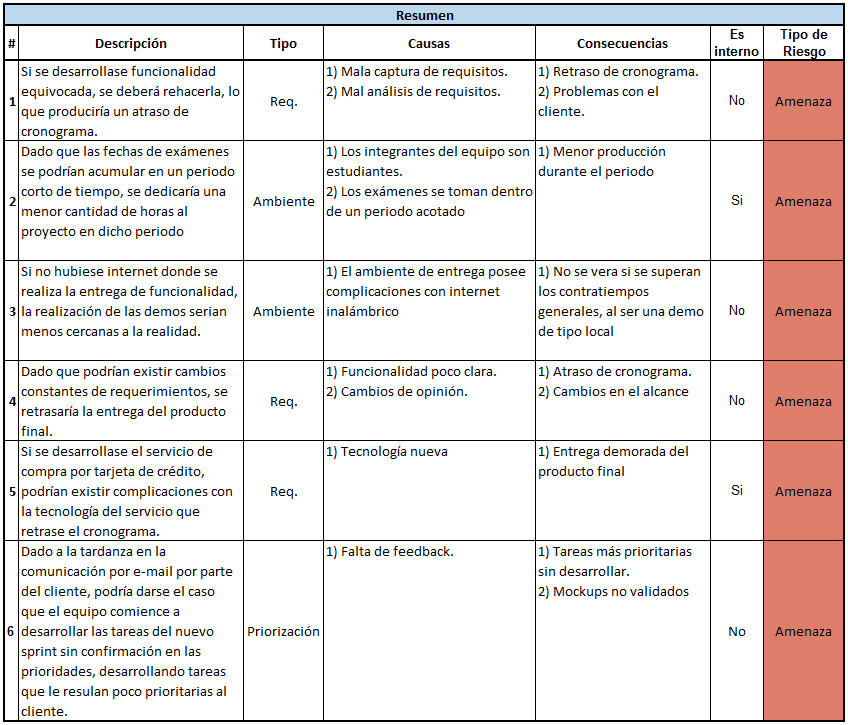 Resumen
# Descripción Tipo Causas Consecuencias Es interno Tipo de Riesgo
1
Si se desarrollase funcionalidad
equivocada, se deberá rehacerla, lo
que produciría un atraso de
cronograma.
Req.
1) Mala captura de requisitos.
2) Mal análisis de requisitos.
1) Retraso de cronograma.
2) Problemas con el
cliente.
No
Amenaza
2
Dado que las fechas de exámenes
se podrían acumular en un periodo
corto de tiempo, se dedicaría una
menor cantidad de horas al
proyecto en dicho periodo
Ambiente
1) Los integrantes del equipo son
estudiantes.
2) Los exámenes se toman dentro
de un periodo acotado
1) Menor producción
durante el periodo
Si
Amenaza
3
Si no hubiese internet donde se
realiza la entrega de funcionalidad,
la realización de las demos serian
menos cercanas a la realidad.
Ambiente
1) El ambiente de entrega posee
complicaciones con internet
inalámbrico
1) No se vera si se superan
los contratiempos
generales, al ser una demo
de tipo local
No
Amenaza
4
Dado que podrían existir cambios
constantes de requerimientos, se
retrasaría la entrega del producto
final.
Req.
1) Funcionalidad poco clara.
2) Cambios de opinión.
1) Atraso de cronograma.
2) Cambios en el alcance
No
Amenaza
5
Si se desarrollase el servicio de
compra por tarjeta de crédito,
podrían existir complicaciones con
la tecnología del servicio que
retrase el cronograma.
Req.
1) Tecnología nueva
1) Entrega demorada del
producto final
Si
Amenaza
6
Dado a la tardanza en la
comunicación por e-mail por parte
del cliente, podría darse el caso
que el equipo comience a
desarrollar las tareas del nuevo
sprint sin confirmación en las
prioridades, desarrollando tareas
que le resulan poco prioritarias al
cliente.
Priorización
1) Falta de feedback.
1) Tareas más prioritarias
sin desarrollar.
2) Mockups no validados
No
Amenaza